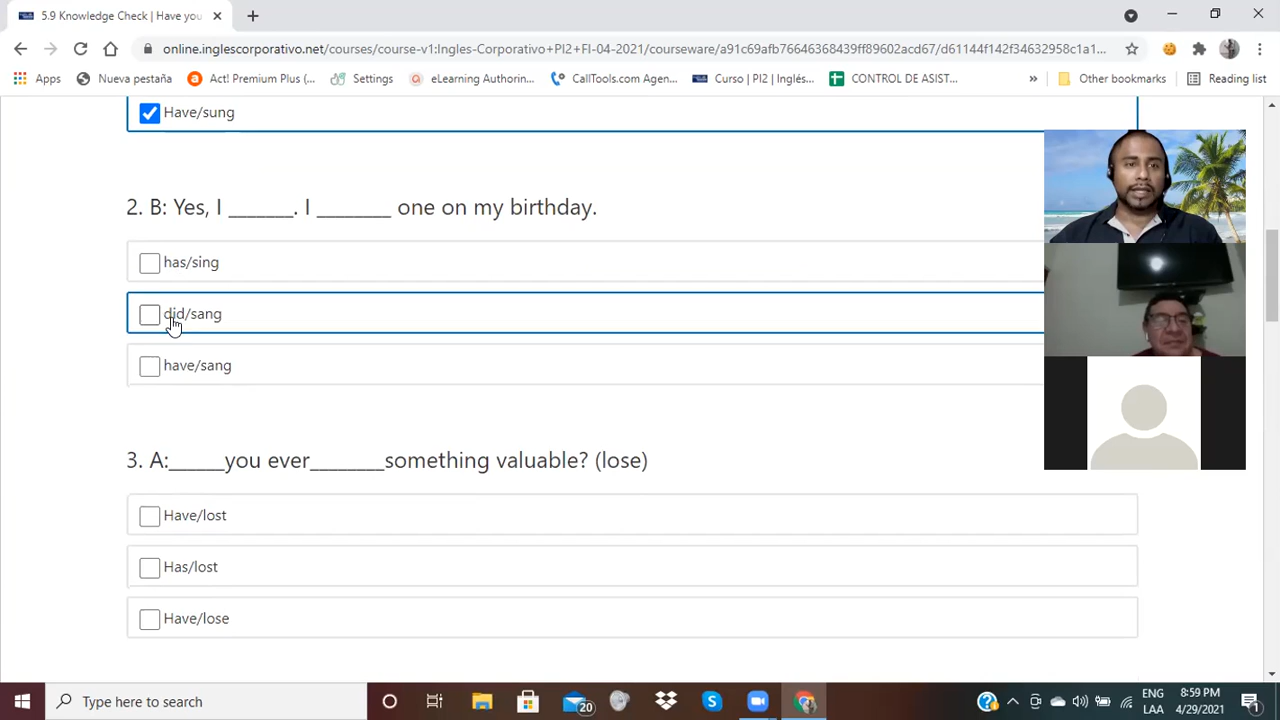 5.9 Knowledge Check | Have you
online.inglescorporativo.net/courses/course-v1:Ingles-Corporativo+PI2+FI-04-2021/courseware/a91c69afb76646368439ff89602acd67/d61144f142f34632958c1a1...
Apps
Nueva pestaña
Act! Premium Plus (...
Settings
eLearning Authorin...
CallTools.com Agen...
Curso | PI2 | Inglés...
CONTROL DE ASIST...
»
Other bookmarks
Reading list
Have/sung
2. B: Yes, I _______. I ________ one on my birthday.
has/sing
did/sang
have/sang
3. A:______you ever________something valuable? (lose)
Have/lost
Has/lost
Have/lose
Type here to search
20
ENG
LAA
8:59 PM
4/29/2021
1